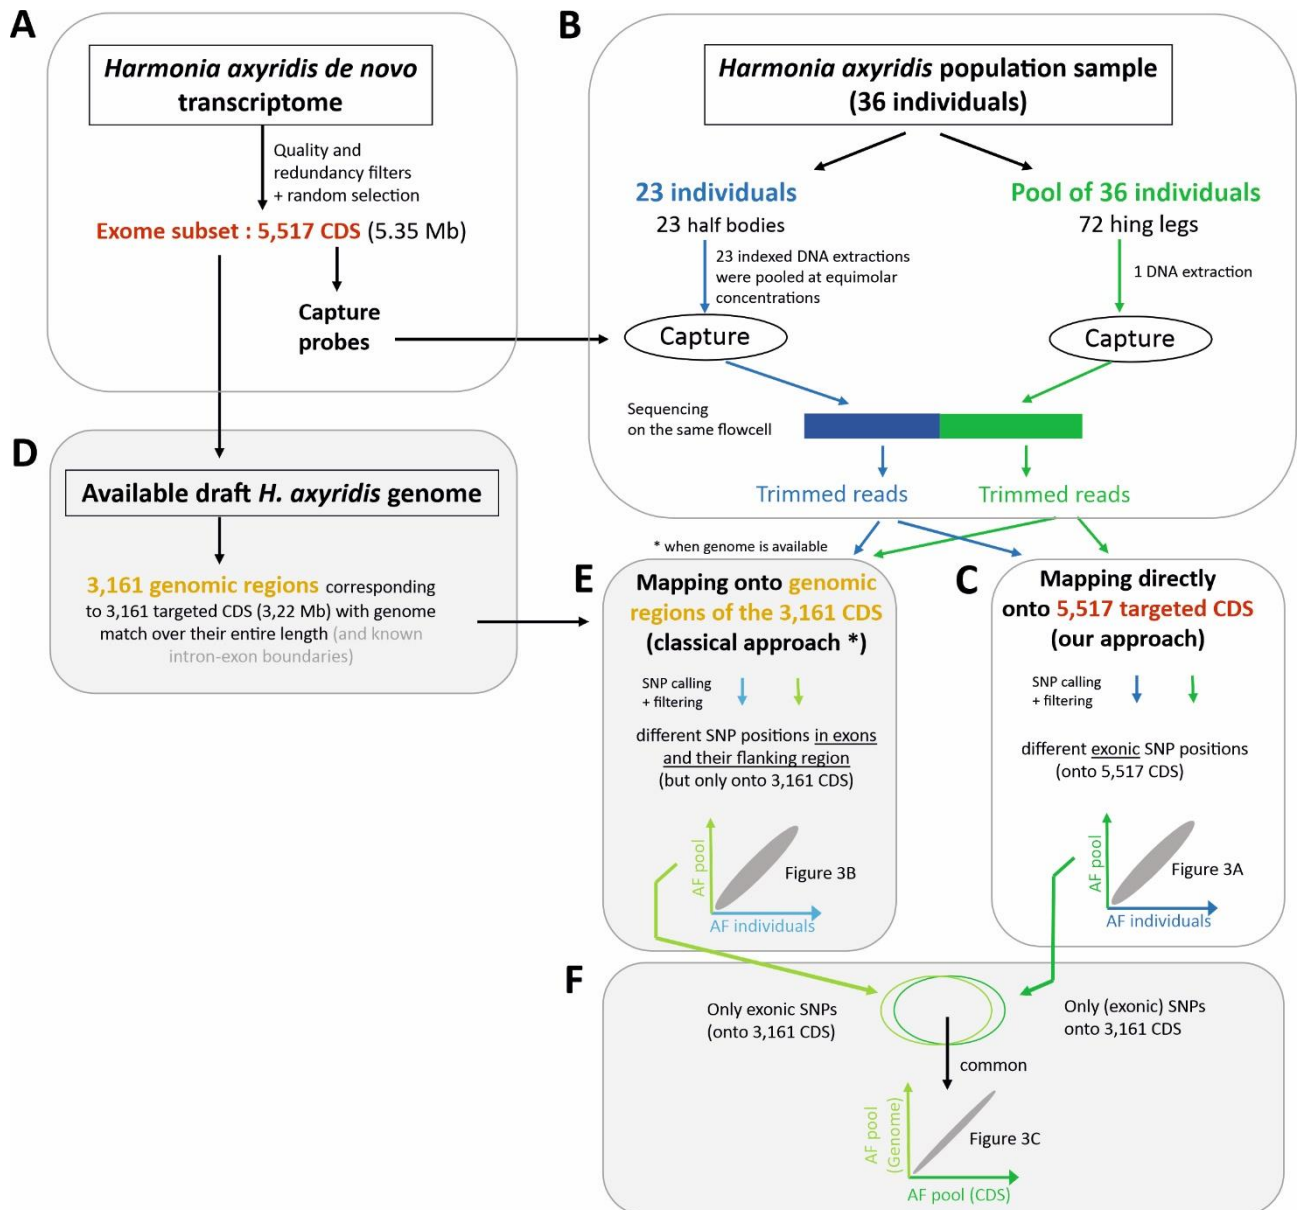 A
Harmonia axyridis de novo
transcriptome
Quality and
redundancy filters
+ random selection
Exome subset : 5,517 CDS (5.35 Mb)
Capture
probes
B
Harmonia axyridis population sample
(36 individuals)
23 individuals
23 half bodies
23 indexed DNA extractions
were pooled at equimolar
concentrations
Capture
Pool of 36 individuals
72 hing legs
1 DNA extraction
Capture
Sequencing
on the same flowcell
Trimmed reads
Trimmed reads
D
Available draft H. axyridis genome
3,161 genomic regions corresponding
to 3,161 targeted CDS (3,22 Mb) with genome
match over their entire length (and known
intron-exon boundaries)
* when genome is available
E
Mapping onto genomic
regions of the 3,161 CDS
(classical approach *)
SNP calling
+ filtering
different SNP positions in exons
and their flanking region
(but only onto 3,161 CDS)
AF pool
Figure 3B
AF individuals
C
Mapping directly
onto 5,517 targeted CDS
(our approach)
SNP calling
+ filtering
different exonic SNP positions
(onto 5,517 CDS)
AF pool
Figure 3A
AF individuals
F
Only exonic SNPs
(onto 3,161 CDS)
Only (exonic) SNPs
onto 3,161 CDS
common
AF pool
(Genome)
Figure 3C
AF pool (CDS)